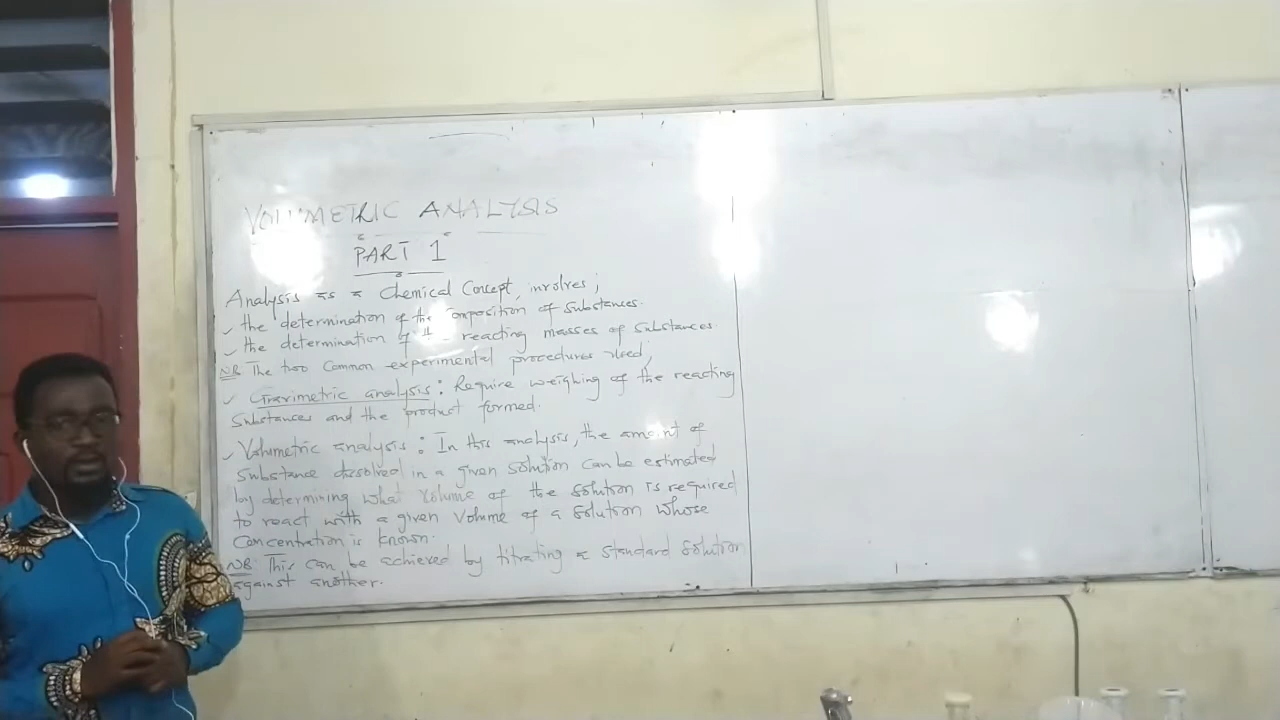 VOLUMETRIC ANALYSIS
PART 1
Analysis as a Chemical Concept, involves;
✓ the determination of the composition of substances.
✓ the determination of the reacting masses of substances
NB: The two common experimental procedures used;
✓ Gravimetric analysis: Require weighing of the reacting
substances and the product formed.
✓ Volumetric analysis: In this analysis, the amount of
substance dissolved in a given solution can be estimated
by determining what volume of the solution is required
to react with a given volume of a solution whose
concentration is known.
NB: This can be achieved by titrating a standard solution
against another.